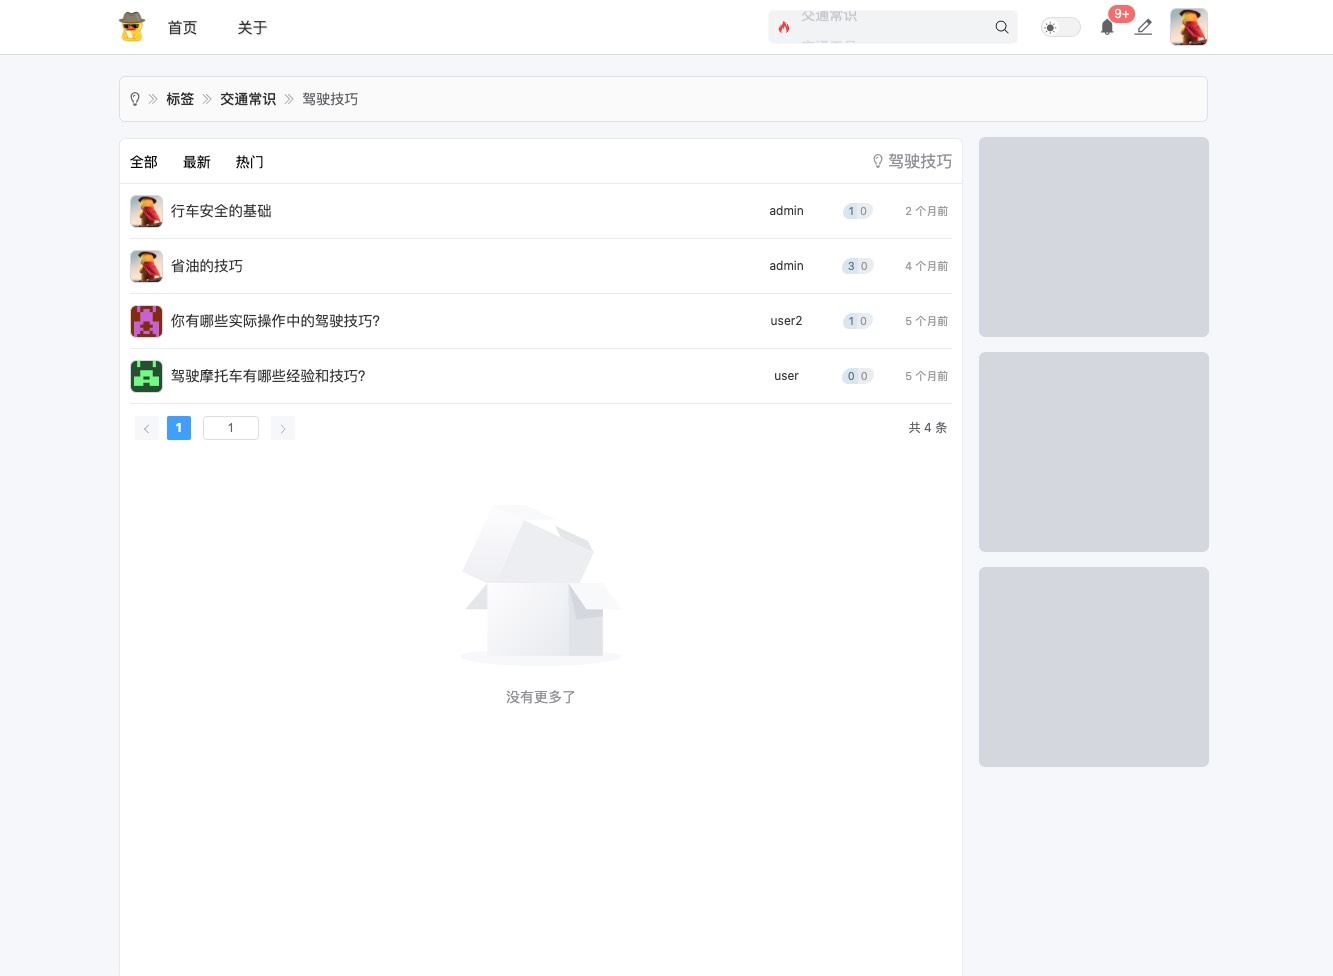 首页 关于 交通常识 9+
标签 交通常识 驾驶技巧
全部 最新 热门 驾驶技巧
行车安全的基础 admin 1 0 2 个月前
省油的技巧 admin 3 0 4 个月前
你有哪些实际操作中的驾驶技巧? user2 1 0 5 个月前
驾驶摩托车有哪些经验和技巧? user 0 0 5 个月前
1 1 共 4 条
没有更多了